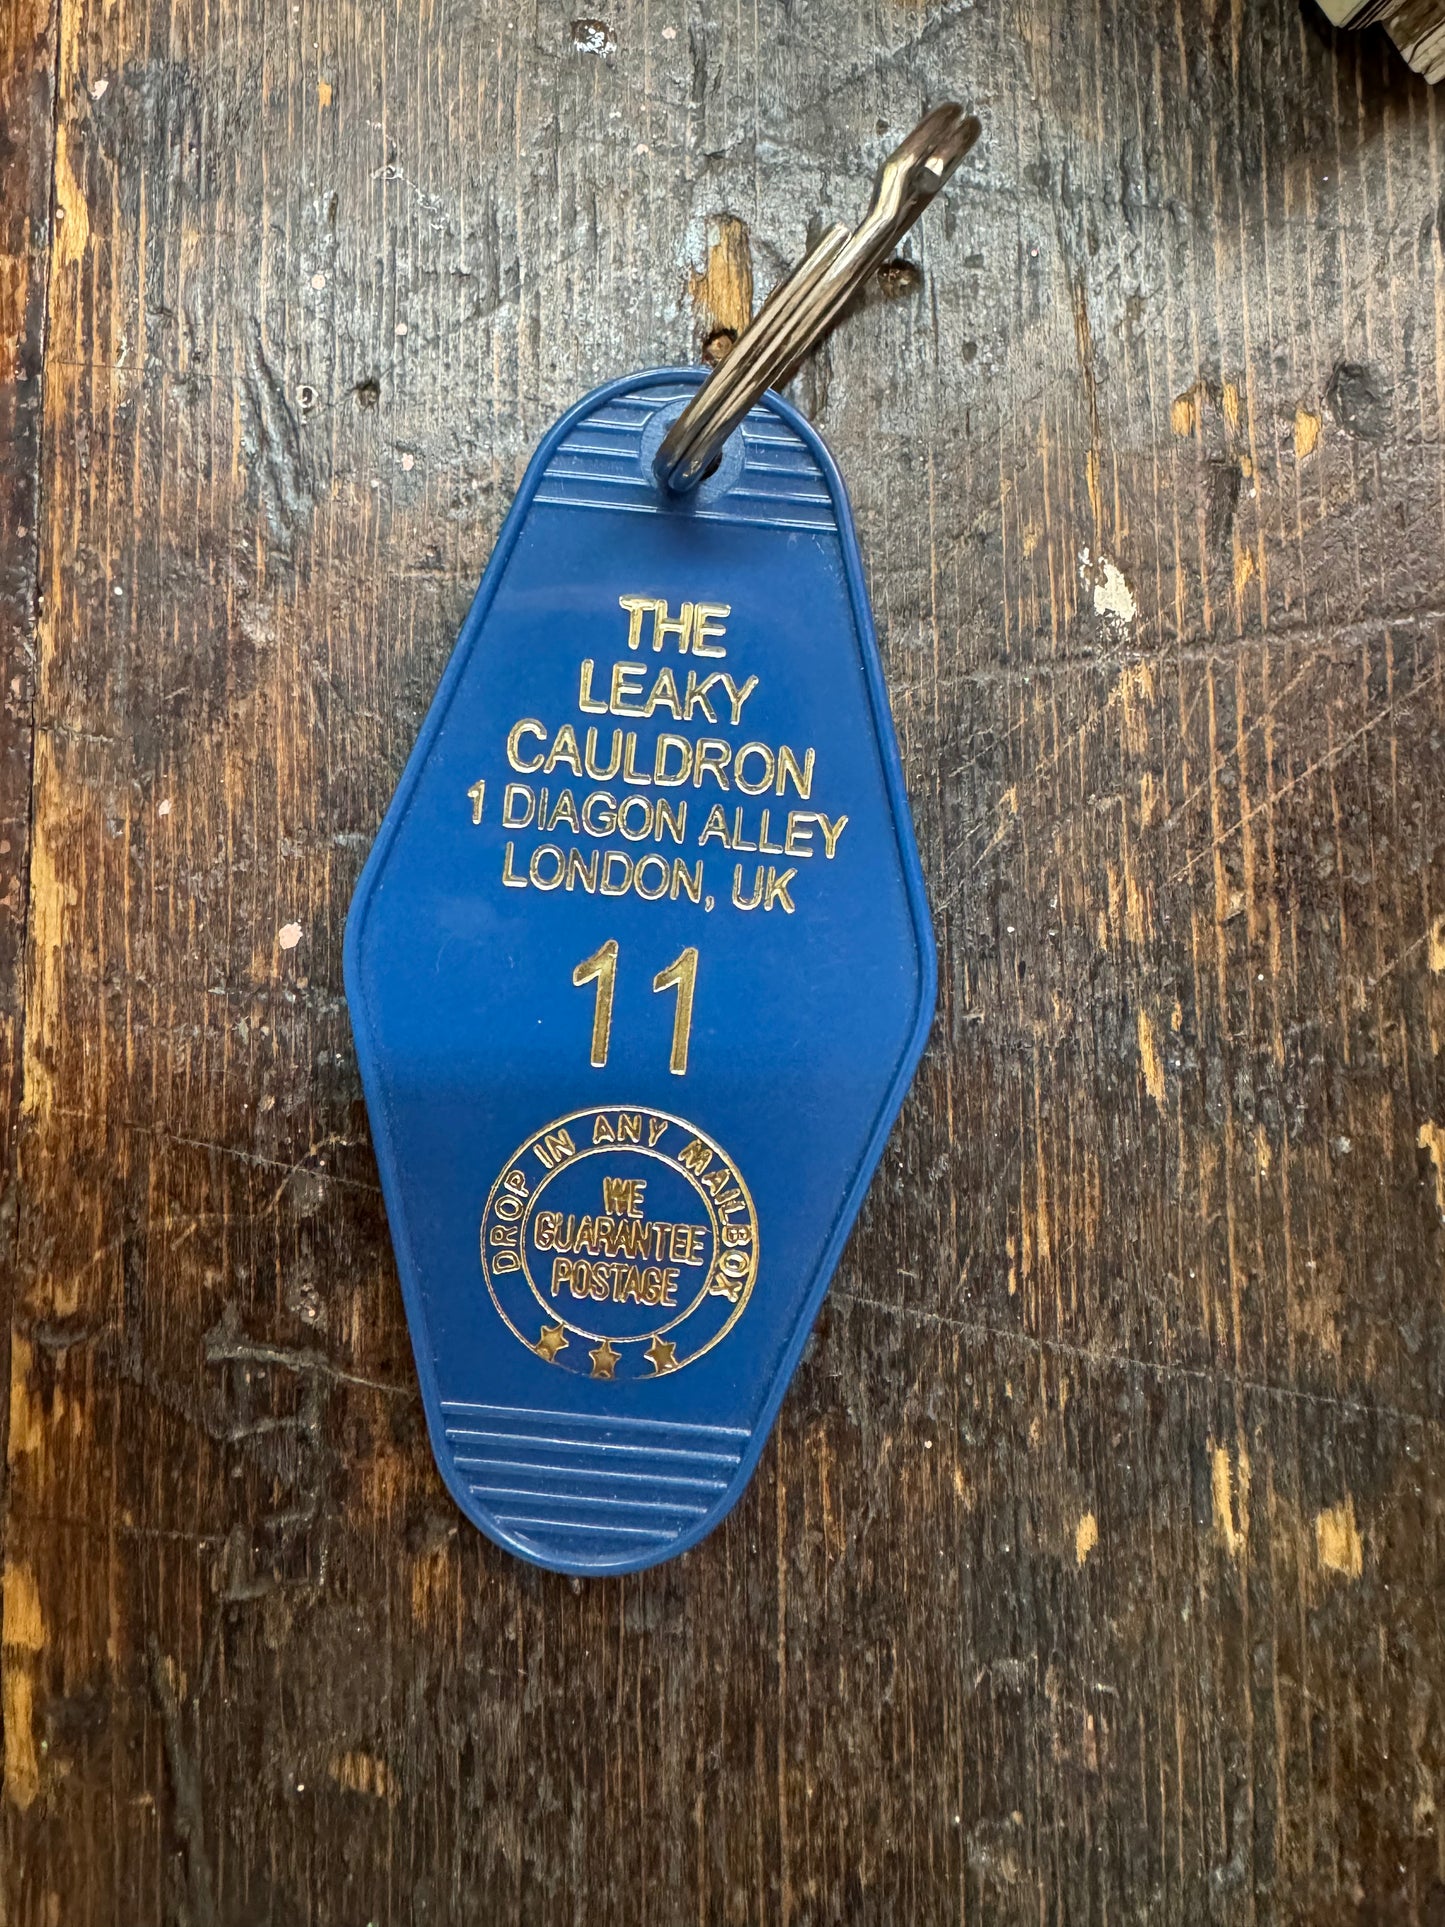 THE
LEAKY
CAULDRON
1 DIAGON ALLEY
LONDON, UK
11
DROP IN ANY MAILBOX
WE
GUARANTEE
POSTAGE